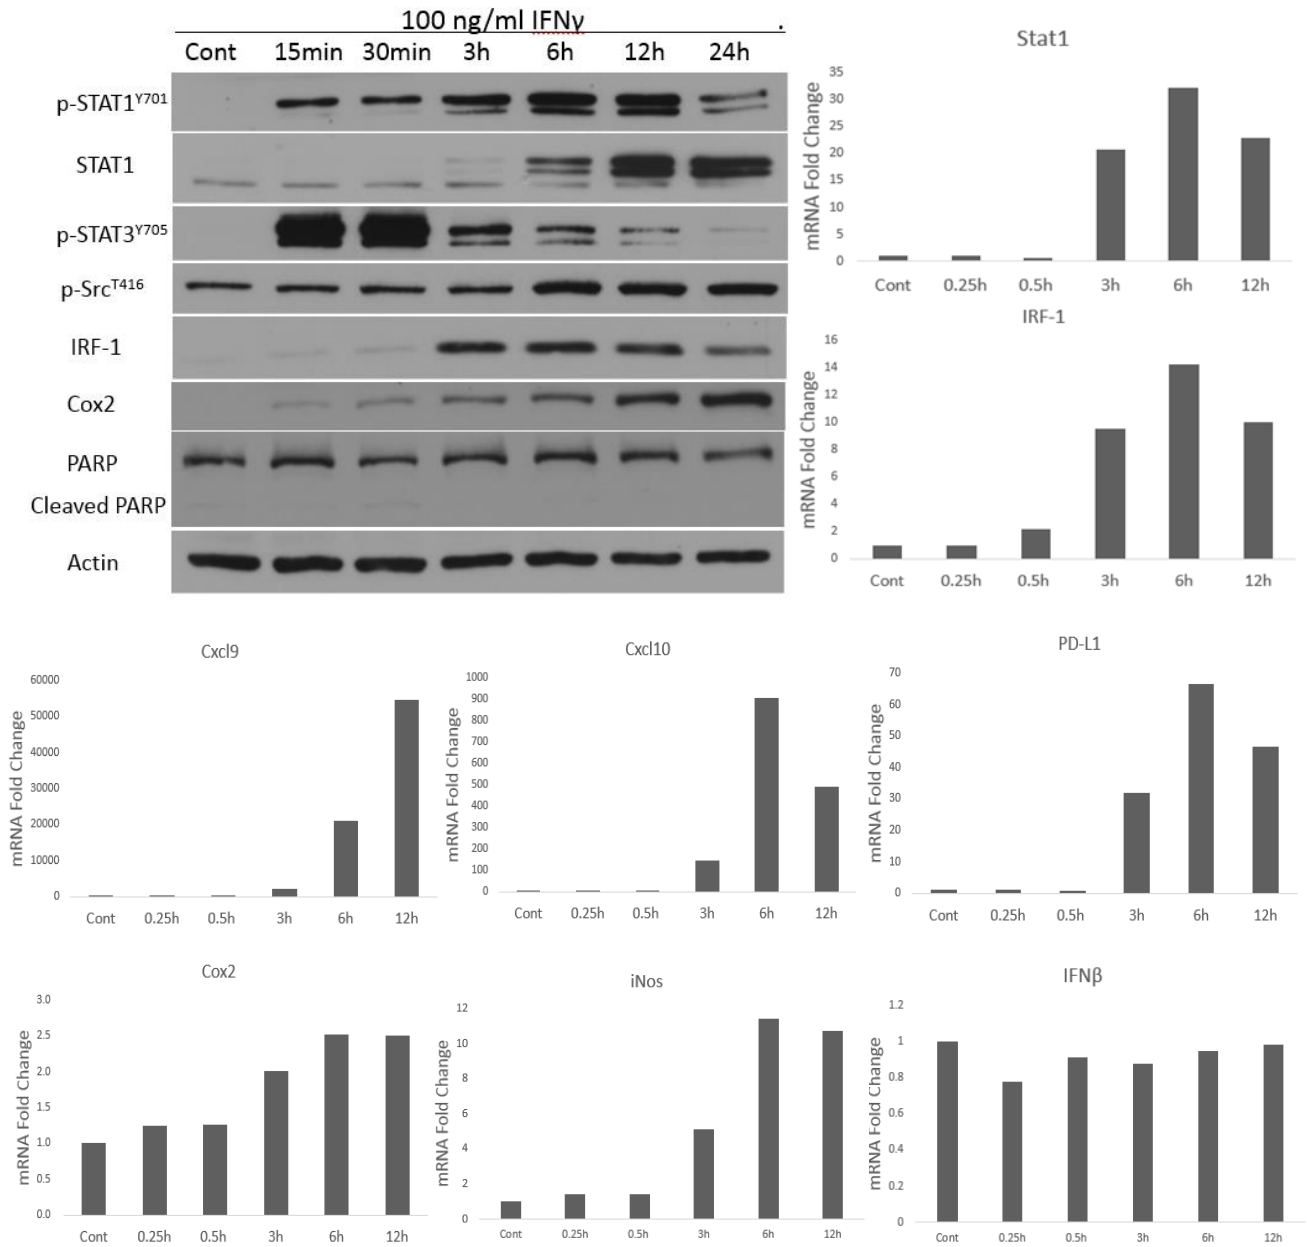 100 ng/ml IFNγ .
Cont 15min 30min 3h 6h 12h 24h
p-STAT1Y701
STAT1
p-STAT3Y705
p-SrcT416
IRF-1
Cox2
PARP
Cleaved PARP
Actin
Stat1
mRNA Fold Change
35
30
25
20
15
10
5
0
Cont 0.25h 0.5h 3h 6h 12h
IRF-1
mRNA Fold Change
16
14
12
10
8
6
4
2
0
Cont 0.25h 0.5h 3h 6h 12h
Cxcl9
mRNA Fold Change
60000
50000
40000
30000
20000
10000
0
Cont 0.25h 0.5h 3h 6h 12h
Cxcl10
mRNA Fold Change
1000
900
800
700
600
500
400
300
200
100
0
Cont 0.25h 0.5h 3h 6h 12h
PD-L1
mRNA Fold Change
70
60
50
40
30
20
10
0
Cont 0.25h 0.5h 3h 6h 12h
Cox2
mRNA Fold Change
3.0
2.5
2.0
1.5
1.0
0.5
0.0
Cont 0.25h 0.5h 3h 6h 12h
iNos
mRNA Fold Change
12
10
8
6
4
2
0
Cont 0.25h 0.5h 3h 6h 12h
IFNβ
mRNA Fold Change
1.2
1
0.8
0.6
0.4
0.2
0
Cont 0.25h 0.5h 3h 6h 12h